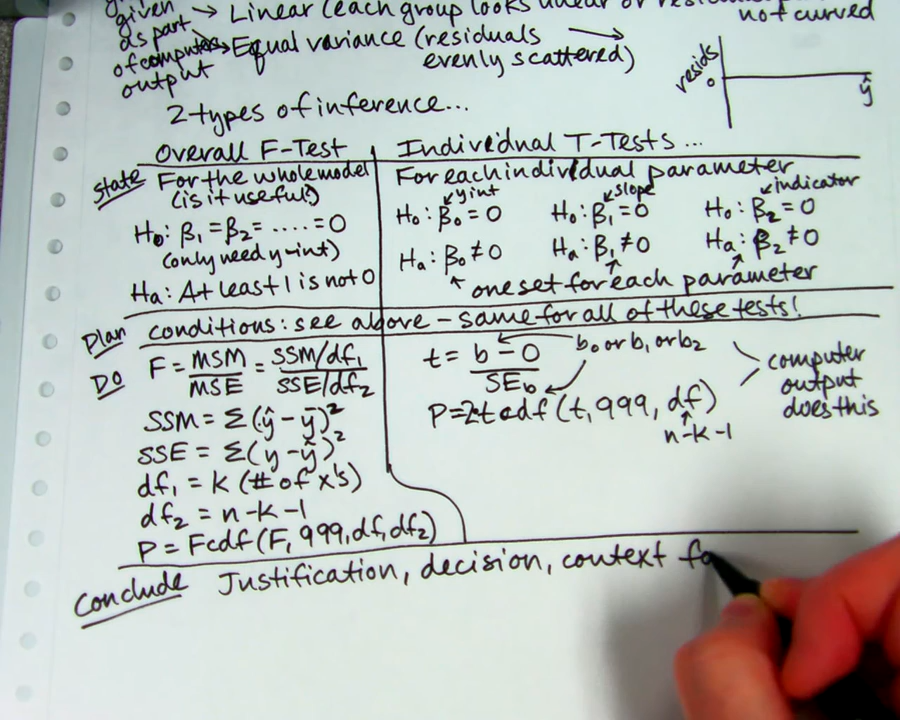 given
as part
of computer
output
→ Linear (each group looks linear or resid
not curved
→ Equal variance (residuals
evenly scattered)
resids
0
ŷ
2 types of inference...
Overall F-Test
State
For the whole model
(is it useful?)
H₀: β₁ = β₂ = ..... = 0
(only need y-int)
Ha: At least 1 is not 0
Individual T-Tests ...
For each individual parameter
y int
slope
indicator
H₀: β₀ = 0 H₀: β₁ = 0 H₀: β₂ = 0
Ha: β₀ ≠ 0 Ha: β₁ ≠ 0 Ha: β₂ ≠ 0
one set for each parameter
Plan conditions: see above - same for all of these tests!
Do
F = MSM/MSE = SSM/df₁ / SSE/df₂
SSM = Σ(ŷ - ȳ)²
SSE = Σ(y - ŷ)²
df₁ = k (# of x's)
df₂ = n-k-1
P = Fcdf(F, 999, df₁, df₂)
t = b - 0 / SE_b
b₀ or b₁ or b₂
P = 2tcdf(t, 999, df)
n-k-1
computer
output
does this
Conclude Justification, decision, context fo